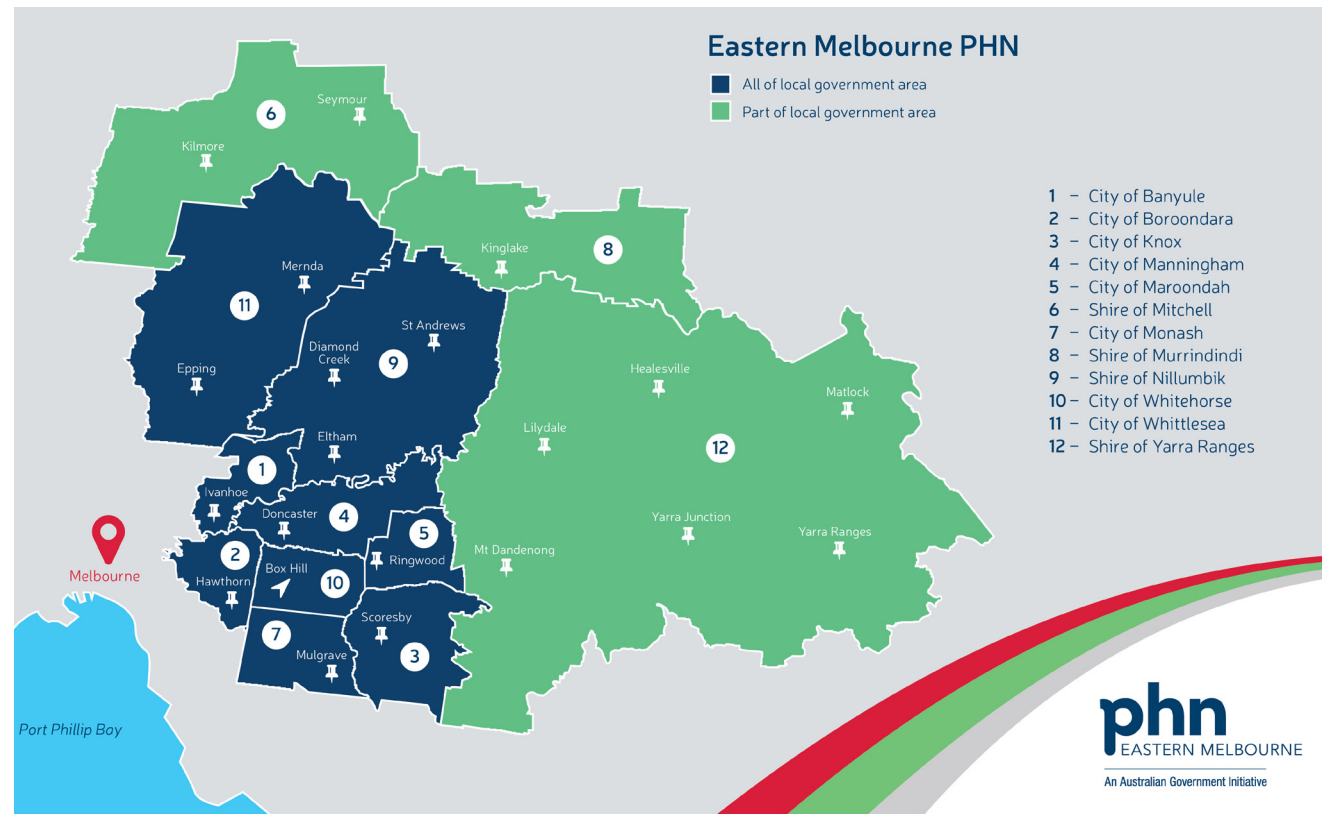 Eastern Melbourne PHN
All of local government area
Part of local government area
1 – City of Banyule
2 – City of Boroondara
3 – City of Knox
4 – City of Manningham
5 – City of Maroondah
6 – Shire of Mitchell
7 – City of Monash
8 – Shire of Murrindindi
9 – Shire of Nillumbik
10 – City of Whitehorse
11 – City of Whittlesea
12 – Shire of Yarra Ranges
Seymour
6
Kilmore
Kinglake
8
Mernda
11
St Andrews
Diamond
Creek
9
Epping
Healesville
Matlock
Lilydale
12
Eltham
1
Ivanhoe
Doncaster
4
Yarra Junction
Yarra Ranges
5
Mt Dandenong
2
Ringwood
Box Hill
10
Hawthorn
Melbourne
Scoresby
7
Mulgrave
3
Port Phillip Bay
phn
EASTERN MELBOURNE
An Australian Government Initiative